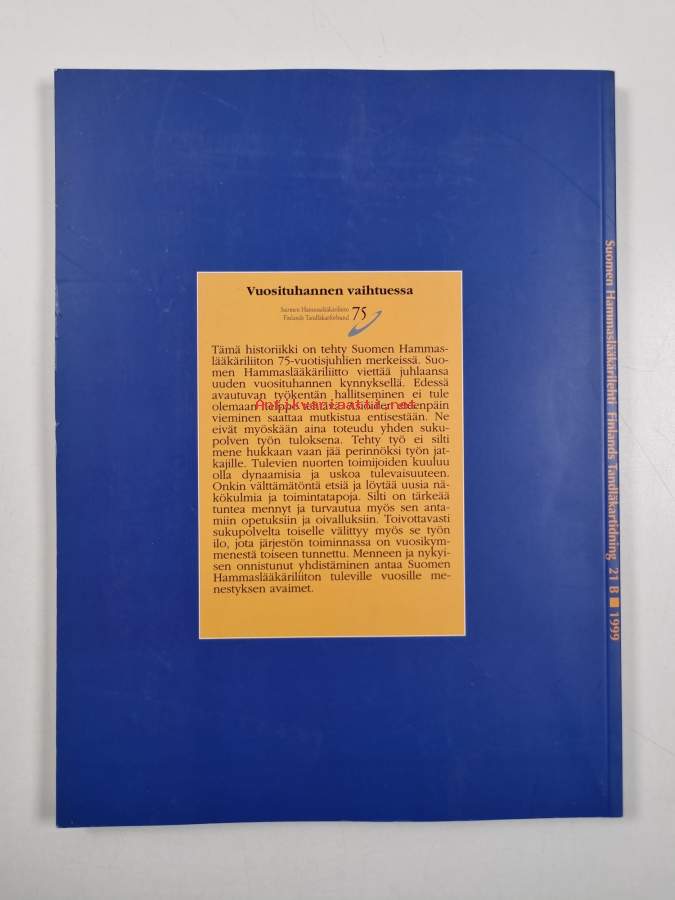 Vuosituhannen vaihtuessa
Suomen Hammaslääkäriliitto
Finlands Tandläkarförbund
75
Tämä historiikki on tehty Suomen Hammas-
lääkäriliiton 75-vuotisjuhlien merkeissä. Suo-
men Hammaslääkäriliitto viettää juhlaansa
uuden vuosituhannen kynnyksellä. Edessä
avautuvan työkentän hallitseminen ei tule
olemaan helppo tehtävä. Asioiden eteenpäin
vieminen saattaa mutkistua entisestään. Ne
eivät myöskään aina toteudu yhden suku-
polven työn tuloksena. Tehty työ ei silti
mene hukkaan vaan jää perinnöksi työn jat-
kajille. Tulevien nuorten toimijoiden kuuluu
olla dynaamisia ja uskoa tulevaisuuteen.
Onkin välttämätöntä etsiä ja löytää uusia nä-
kökulmia ja toimintatapoja. Silti on tärkeää
tuntea mennyt ja turvautua myös sen anta-
miin opetuksiin ja oivalluksiin. Toivottavasti
sukupolvelta toiselle välittyy myös se työn
ilo, jota järjestön toiminnassa on vuosikym-
menestä toiseen tunnettu. Menneen ja nykyi-
sen onnistunut yhdistäminen antaa Suomen
Hammaslääkäriliiton tuleville vuosille me-
nestyksen avaimet.
Antikvariaatti.net
Suomen Hammaslääkärilehti Finlands Tandläkartidning 21 B ■ 1999